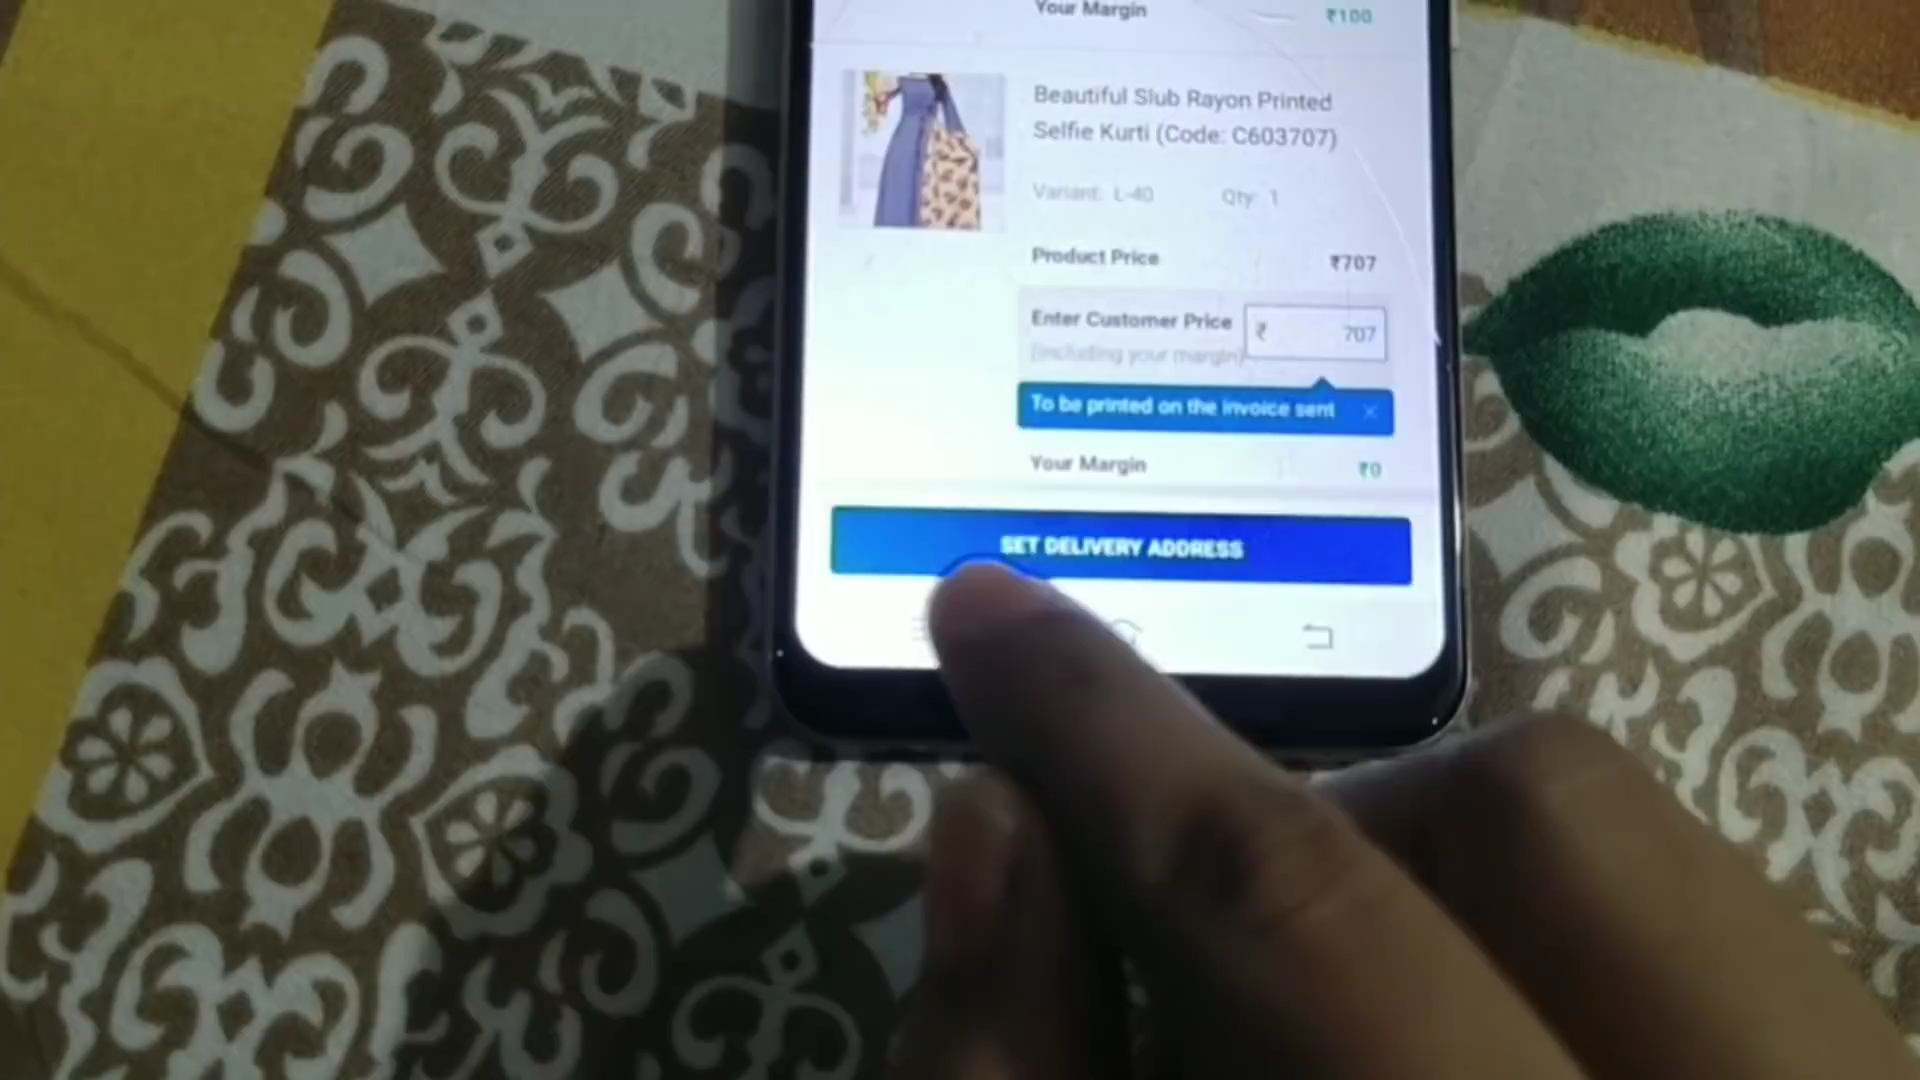 Your Margin ₹100
Beautiful Slub Rayon Printed
Selfie Kurti (Code: C603707)
Variant: L-40 Qty: 1
Product Price ₹707
Enter Customer Price ₹ 707
(including your margin)
To be printed on the invoice sent ×
Your Margin ₹0
SET DELIVERY ADDRESS